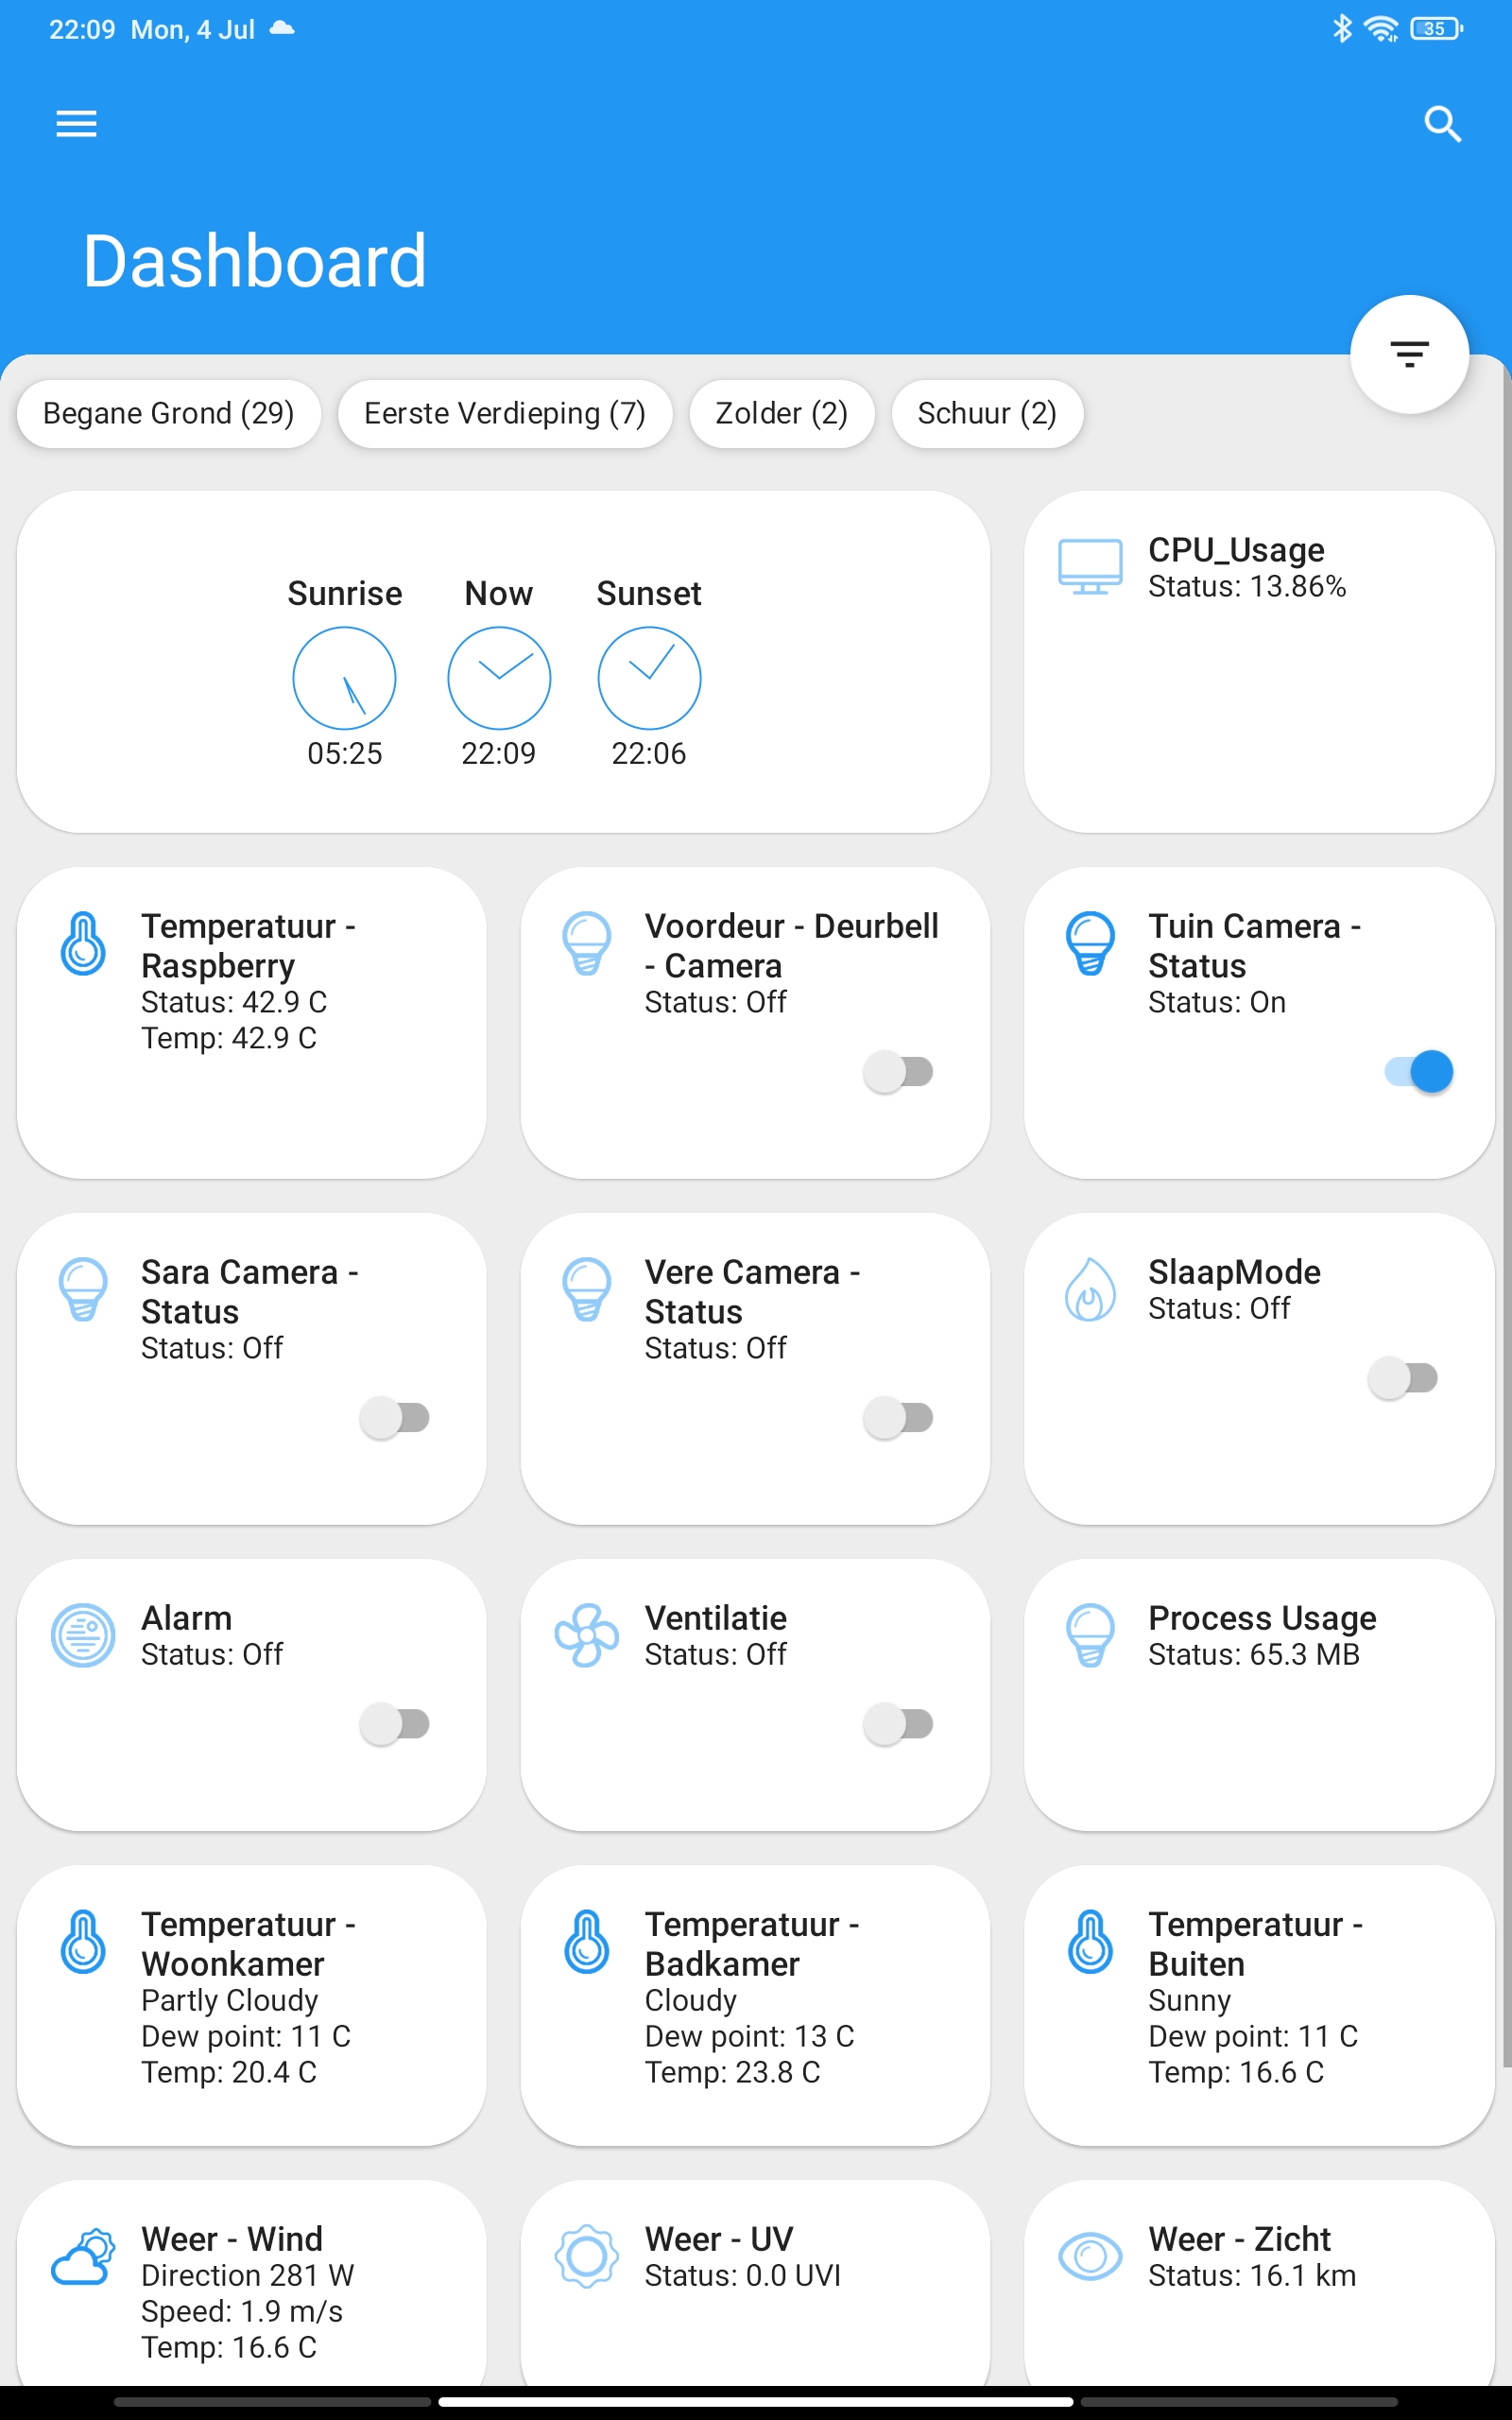 22:09 Mon, 4 Jul
35
Dashboard
Begane Grond (29)
Eerste Verdieping (7)
Zolder (2)
Schuur (2)
Sunrise
Now
Sunset
05:25
22:09
22:06
CPU_Usage
Status: 13.86%
Temperatuur -
Raspberry
Status: 42.9 C
Temp: 42.9 C
Voordeur - Deurbell
- Camera
Status: Off
Tuin Camera -
Status
Status: On
Sara Camera -
Status
Status: Off
Vere Camera -
Status
Status: Off
SlaapMode
Status: Off
Alarm
Status: Off
Ventilatie
Status: Off
Process Usage
Status: 65.3 MB
Temperatuur -
Woonkamer
Partly Cloudy
Dew point: 11 C
Temp: 20.4 C
Temperatuur -
Badkamer
Cloudy
Dew point: 13 C
Temp: 23.8 C
Temperatuur -
Buiten
Sunny
Dew point: 11 C
Temp: 16.6 C
Weer - Wind
Direction 281 W
Speed: 1.9 m/s
Temp: 16.6 C
Weer - UV
Status: 0.0 UVI
Weer - Zicht
Status: 16.1 km